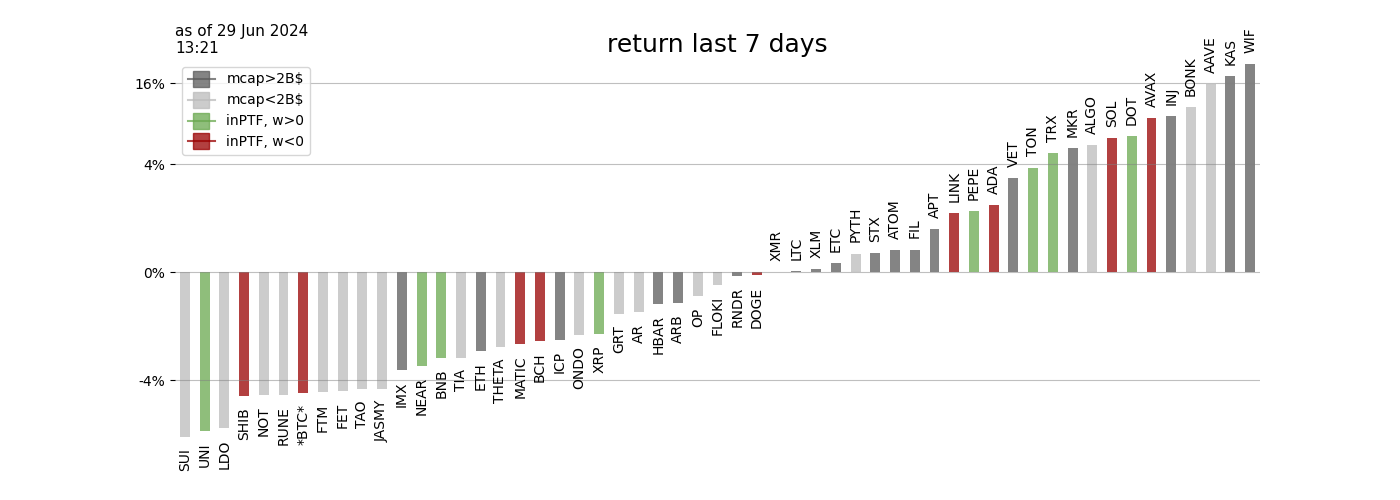 as of 29 Jun 2024
13:21
return last 7 days
mcap>2B$
mcap<2B$
inPTF, w>0
inPTF, w<0
16%
4%
0%
-4%
SUI
UNI
LDO
SHIB
NOT
RUNE
*BTC*
FTM
FET
TAO
JASMY
IMX
NEAR
BNB
TIA
ETH
THETA
MATIC
BCH
ICP
ONDO
XRP
GRT
AR
HBAR
ARB
OP
FLOKI
RNDR
DOGE
XMR
LTC
XLM
ETC
PYTH
STX
ATOM
FIL
APT
LINK
PEPE
ADA
VET
TON
TRX
MKR
ALGO
SOL
DOT
AVAX
INJ
BONK
AAVE
KAS
WIF